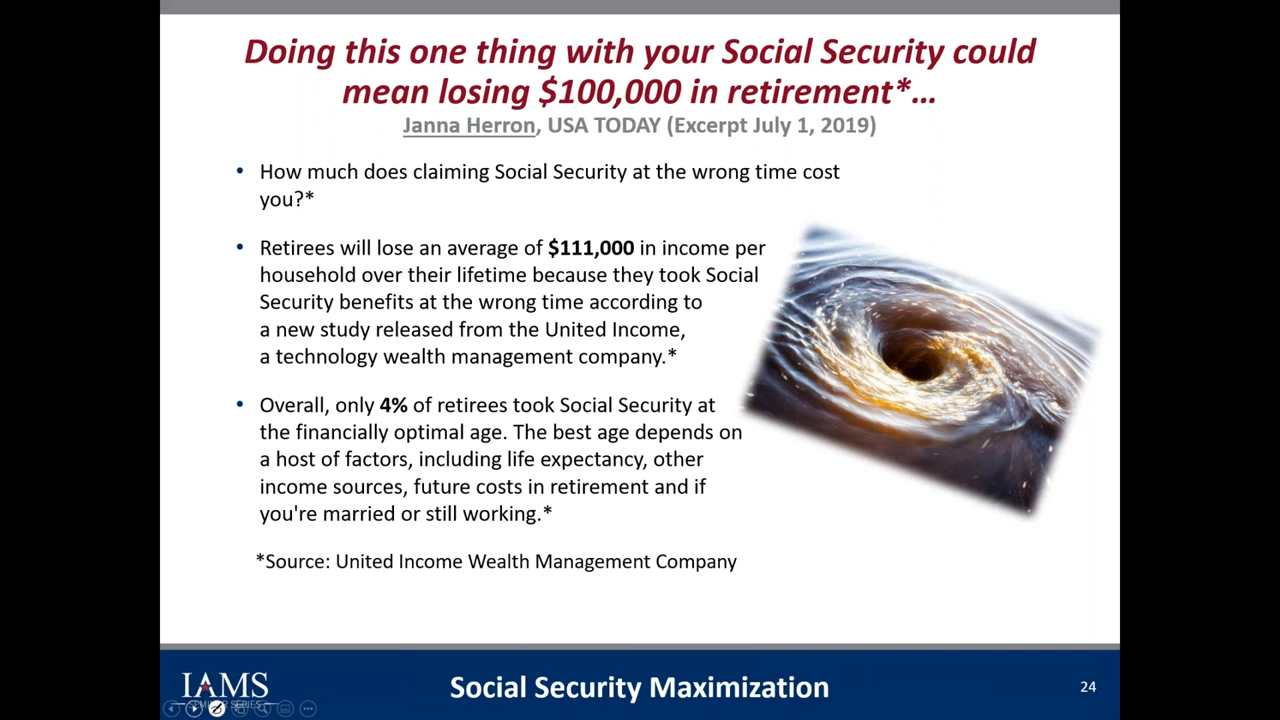 Doing this one thing with your Social Security could
mean losing $100,000 in retirement*...
Janna Herron, USA TODAY (Excerpt July 1, 2019)
• How much does claiming Social Security at the wrong time cost
you?*
• Retirees will lose an average of $111,000 in income per
household over their lifetime because they took Social
Security benefits at the wrong time according to
a new study released from the United Income,
a technology wealth management company.*
• Overall, only 4% of retirees took Social Security at
the financially optimal age. The best age depends on
a host of factors, including life expectancy, other
income sources, future costs in retirement and if
you're married or still working.*
*Source: United Income Wealth Management Company
IAMS
SEMINAR SERIES
Social Security Maximization
24